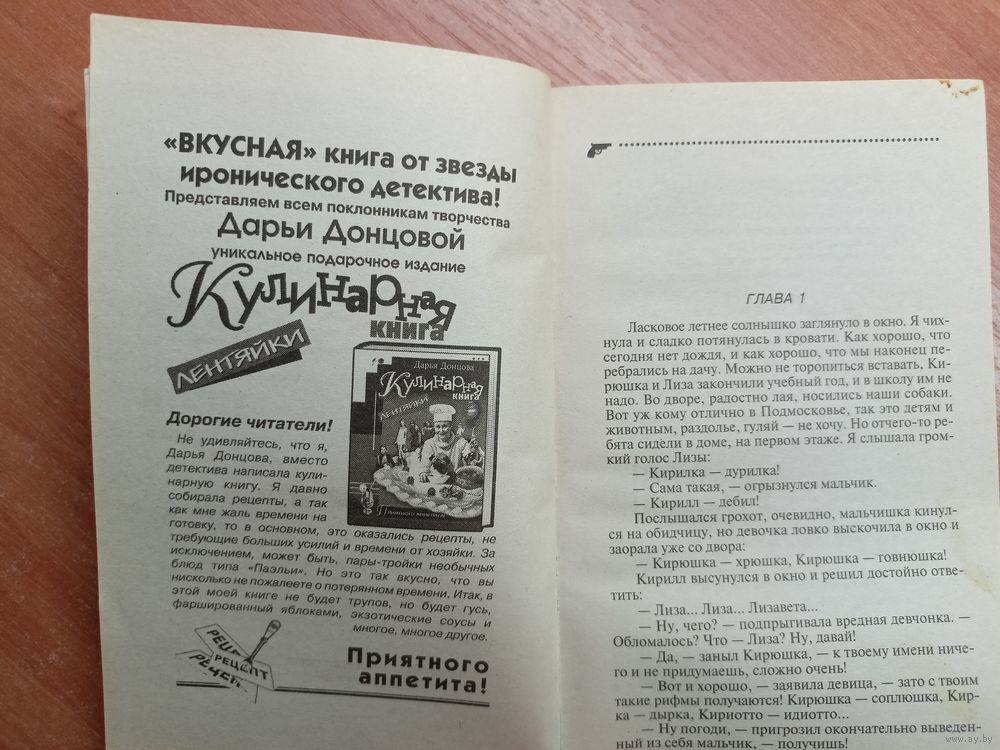 «ВКУСНАЯ» книга от звезды
иронического детектива!
Представляем всем поклонникам творчества
Дарьи Донцовой
уникальное подарочное издание
Кулинарная
книга
ЛЕНТЯЙКИ
Дарья Донцова
Кулинарная
книга
ЛЕНТЯЙКИ
Приятного аппетита!
Дорогие читатели!
Не удивляйтесь, что я,
Дарья Донцова, вместо
детектива написала кули-
нарную книгу. Я давно
собирала рецепты, а так
как мне жаль времени на
готовку, то в основном, это оказались рецепты, не
требующие больших усилий и времени от хозяйки. За
исключением, может быть, пары-тройки необычных
блюд типа «Паэльи». Но это так вкусно, что вы
нисколько не пожалеете о потерянном времени. Итак, в
этой моей книге не будет трупов, но будет гусь,
фаршированный яблоками, экзотические соусы и
многое, многое другое.
РЕЦЕПТ
РЕЦЕПТ
РЕЦЕПТ
Приятного
аппетита!
ГЛАВА 1
Ласковое летнее солнышко заглянуло в окно. Я чих-
нула и сладко потянулась в кровати. Как хорошо, что
сегодня нет дождя, и как хорошо, что мы наконец пе-
ребрались на дачу. Можно не торопиться вставать, Ки-
рюшка и Лиза закончили учебный год, и в школу им не
надо. Во дворе, радостно лая, носились наши собаки.
Вот уж кому отлично в Подмосковье, так это детям и
животным, раздолье, гуляй — не хочу. Но отчего-то ре-
бята сидели в доме, на первом этаже. Я слышала гром-
кий голос Лизы:
— Кирилка — дурилка!
— Сама такая, — огрызнулся мальчик.
— Кирилл — дебил!
Послышался грохот, очевидно, мальчишка кинул-
ся на обидчицу, но девочка ловко выскочила в окно и
заорала уже со двора:
— Кирюшка — хрюшка, Кирюшка — говнюшка!
Кирилл высунулся в окно и решил достойно отве-
тить:
— Лиза... Лиза... Лизавета...
— Ну, чего? — подпрыгивала вредная девчонка. —
Обломалось? Что — Лиза? Ну, давай!
— Да, — заныл Кирюшка, — к твоему имени ниче-
го и не придумаешь, сложно очень!
— Вот и хорошо, — заявила девица, — зато с твоим
такие рифмы получаются! Кирюшка — соплюшка, Кир-
ка — дырка, Кириотто — идиотто...
— Ну погоди, — пригрозил окончательно выведен-
ный из себя мальчик, — получишь!
www.ay.by